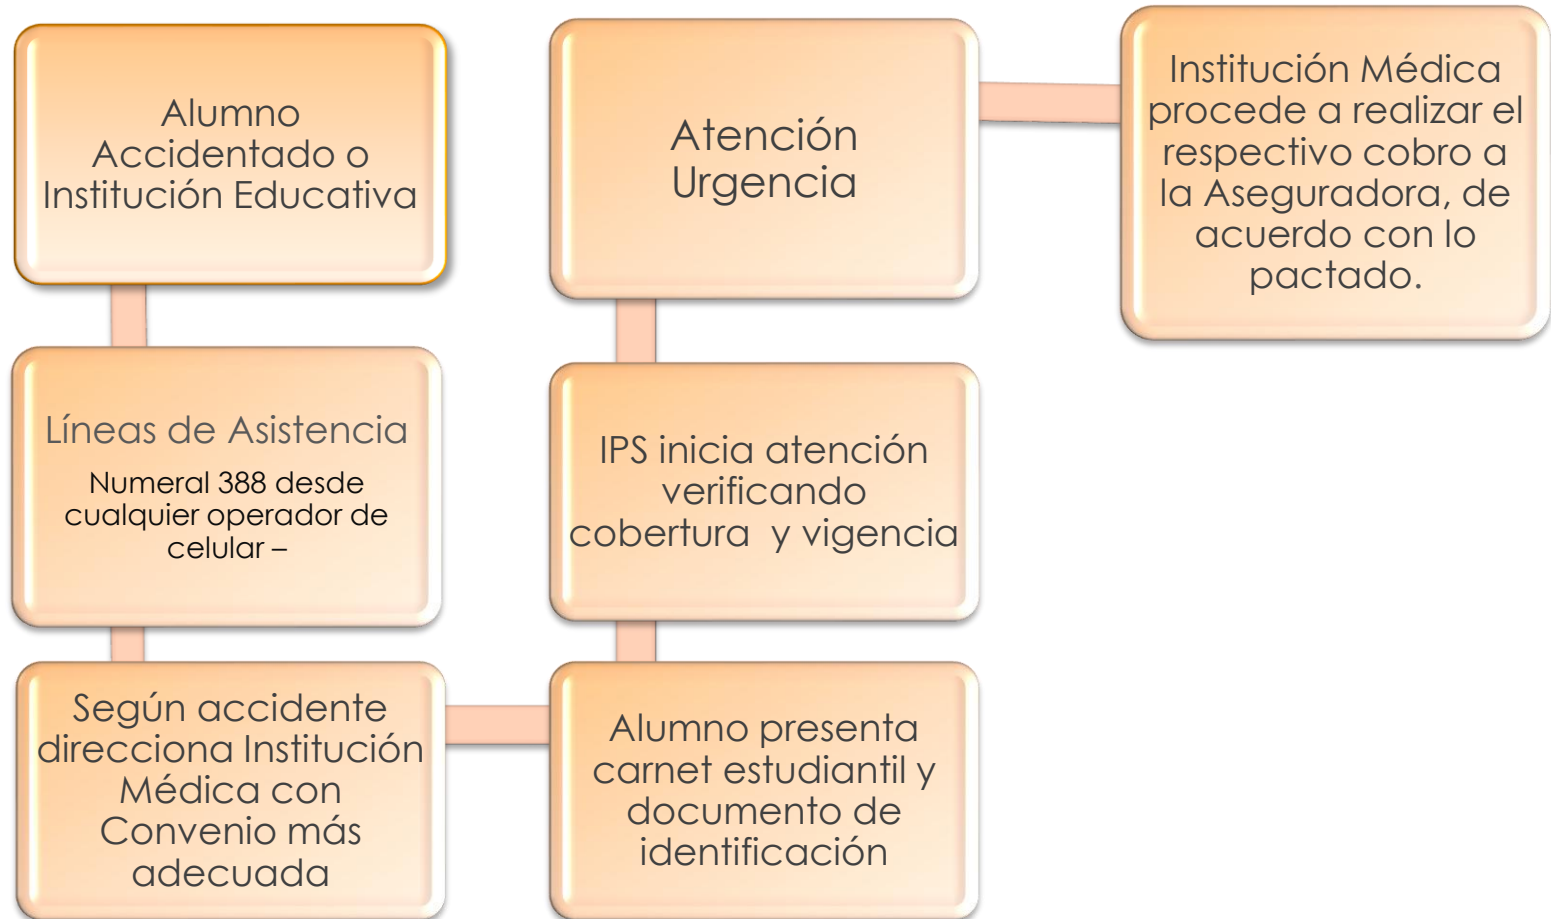 Alumno
Accidentado o
Institución Educativa
Líneas de Asistencia
Numeral 388 desde
cualquier operador de
celular –
Según accidente
direcciona Institución
Médica con
Convenio más
adecuada
Alumno presenta
carnet estudiantil y
documento de
identificación
IPS inicia atención
verificando
cobertura y vigencia
Atención
Urgencia
Institución Médica
procede a realizar el
respectivo cobro a
la Aseguradora, de
acuerdo con lo
pactado.